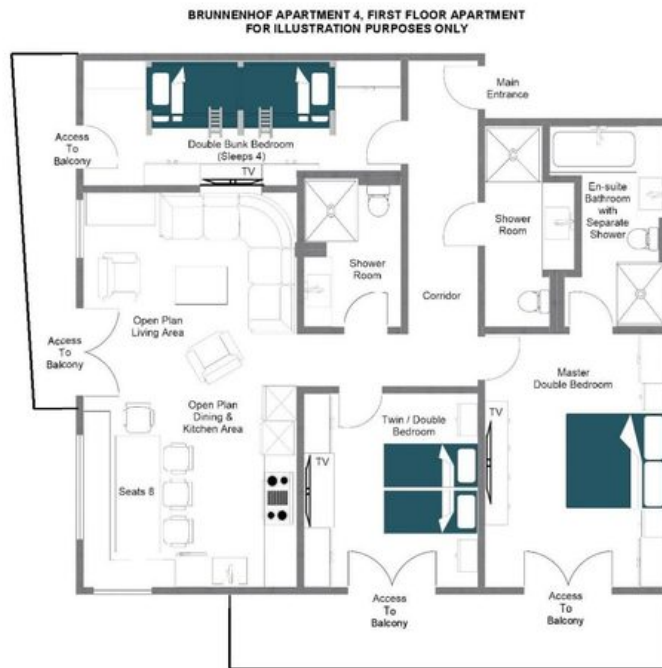 BRUNNENHOF APARTMENT 4, FIRST FLOOR APARTMENT
FOR ILLUSTRATION PURPOSES ONLY
Main
Entrance
Access
To
Balcony
Double Bunk Bedroom
(Sleeps 4)
TV
En-suite
Bathroom
with
Separate
Shower
Shower
Room
Shower
Room
Corridor
Open Plan
Living Area
Access
To
Balcony
Master
Double Bedroom
Open Plan
Dining &
Kitchen Area
Twin / Double
Bedroom
TV
TV
Seats 8
Access
To
Balcony
Access
To
Balcony